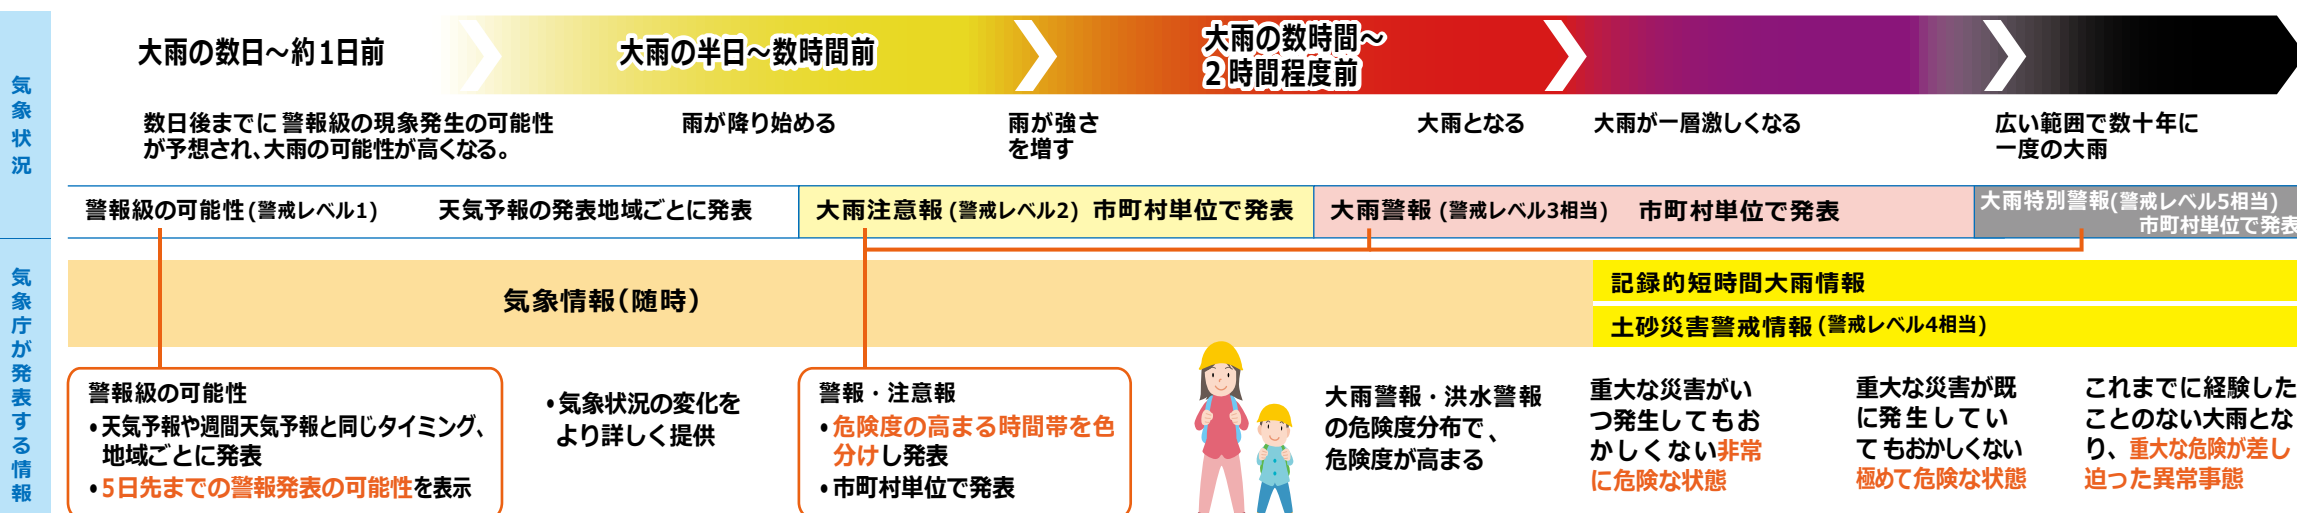 気象状況
大雨の数日～約1日前
大雨の半日～数時間前
大雨の数時間～
2時間程度前
数日後までに 警報級の現象発生の可能性
が予想され、大雨の可能性が高くなる。
雨が降り始める
雨が強さ
を増す
大雨となる
大雨が一層激しくなる
広い範囲で数十年に
一度の大雨
気象庁が発表する情報
警報級の可能性(警戒レベル1)
天気予報の発表地域ごとに発表
大雨注意報(警戒レベル2) 市町村単位で発表
大雨警報(警戒レベル3相当) 市町村単位で発表
大雨特別警報(警戒レベル5相当)
市町村単位で発表
気象情報(随時)
記録的短時間大雨情報
土砂災害警戒情報(警戒レベル4相当)
警報級の可能性
•天気予報や週間天気予報と同じタイミング、
地域ごとに発表
•5日先までの警報発表の可能性を表示
•気象状況の変化を
より詳しく提供
警報・注意報
•危険度の高まる時間帯を色
分けし発表
•市町村単位で発表
大雨警報・洪水警報
の危険度分布で、
危険度が高まる
重大な災害がい
つ発生してもお
かしくない非常
に危険な状態
重大な災害が既
に発生してい
てもおかしくない
極めて危険な状態
これまでに経験した
ことのない大雨とな
り、重大な危険が差し
迫った異常事態